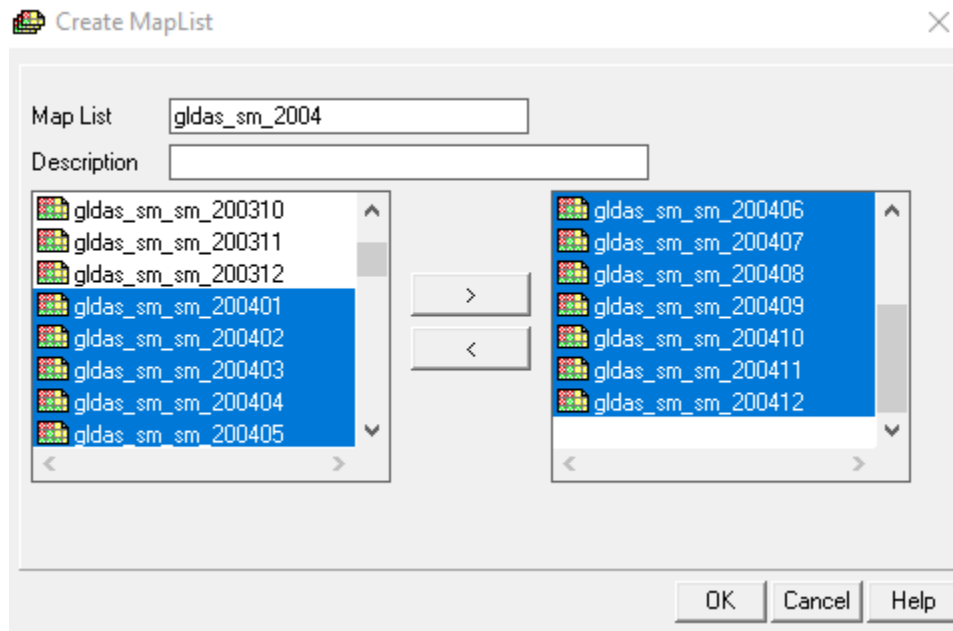 Create MapList
Map List gldas_sm_2004
Description
gldas_sm_sm_200310
gldas_sm_sm_200311
gldas_sm_sm_200312
gldas_sm_sm_200401
gldas_sm_sm_200402
gldas_sm_sm_200403
gldas_sm_sm_200404
gldas_sm_sm_200405
>
<
gldas_sm_sm_200406
gldas_sm_sm_200407
gldas_sm_sm_200408
gldas_sm_sm_200409
gldas_sm_sm_200410
gldas_sm_sm_200411
gldas_sm_sm_200412
OK Cancel Help